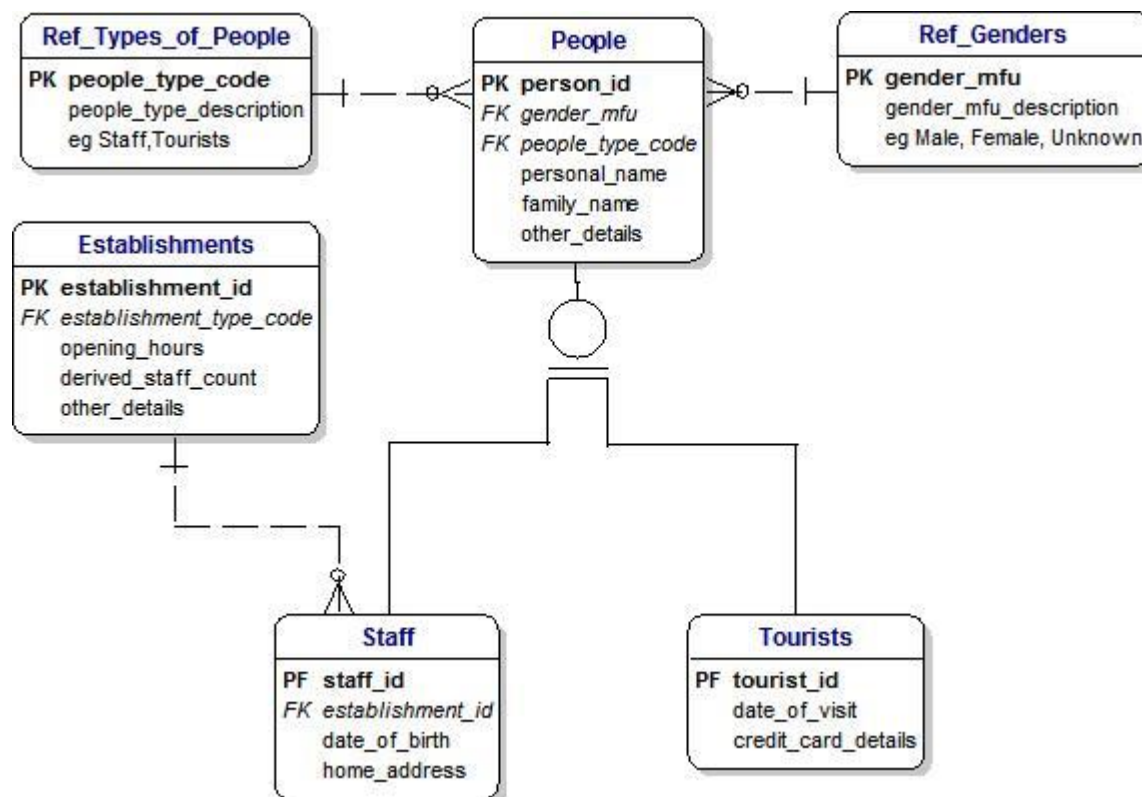 Ref_Types_of_People
PK people_type_code
people_type_description
eg Staff,Tourists
People
PK person_id
FK gender_mfu
FK people_type_code
personal_name
family_name
other_details
Ref_Genders
PK gender_mfu
gender_mfu_description
eg Male, Female, Unknown
Establishments
PK establishment_id
FK establishment_type_code
opening_hours
derived_staff_count
other_details
Staff
PF staff_id
FK establishment_id
date_of_birth
home_address
Tourists
PF tourist_id
date_of_visit
credit_card_details